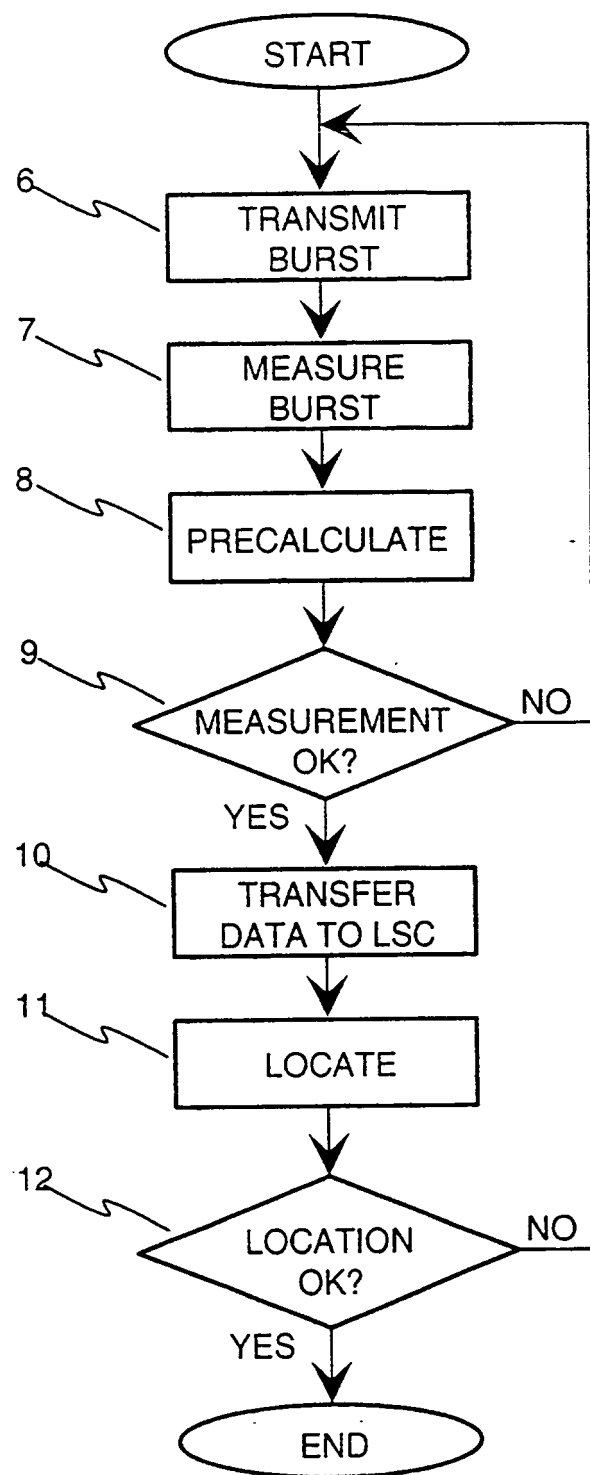 START
6
TRANSMIT
BURST
7
MEASURE
BURST
8
PRECALCULATE
9
MEASUREMENT
OK?
NO
YES
10
TRANSFER
DATA TO LSC
11
LOCATE
12
LOCATION
OK?
NO
YES
END